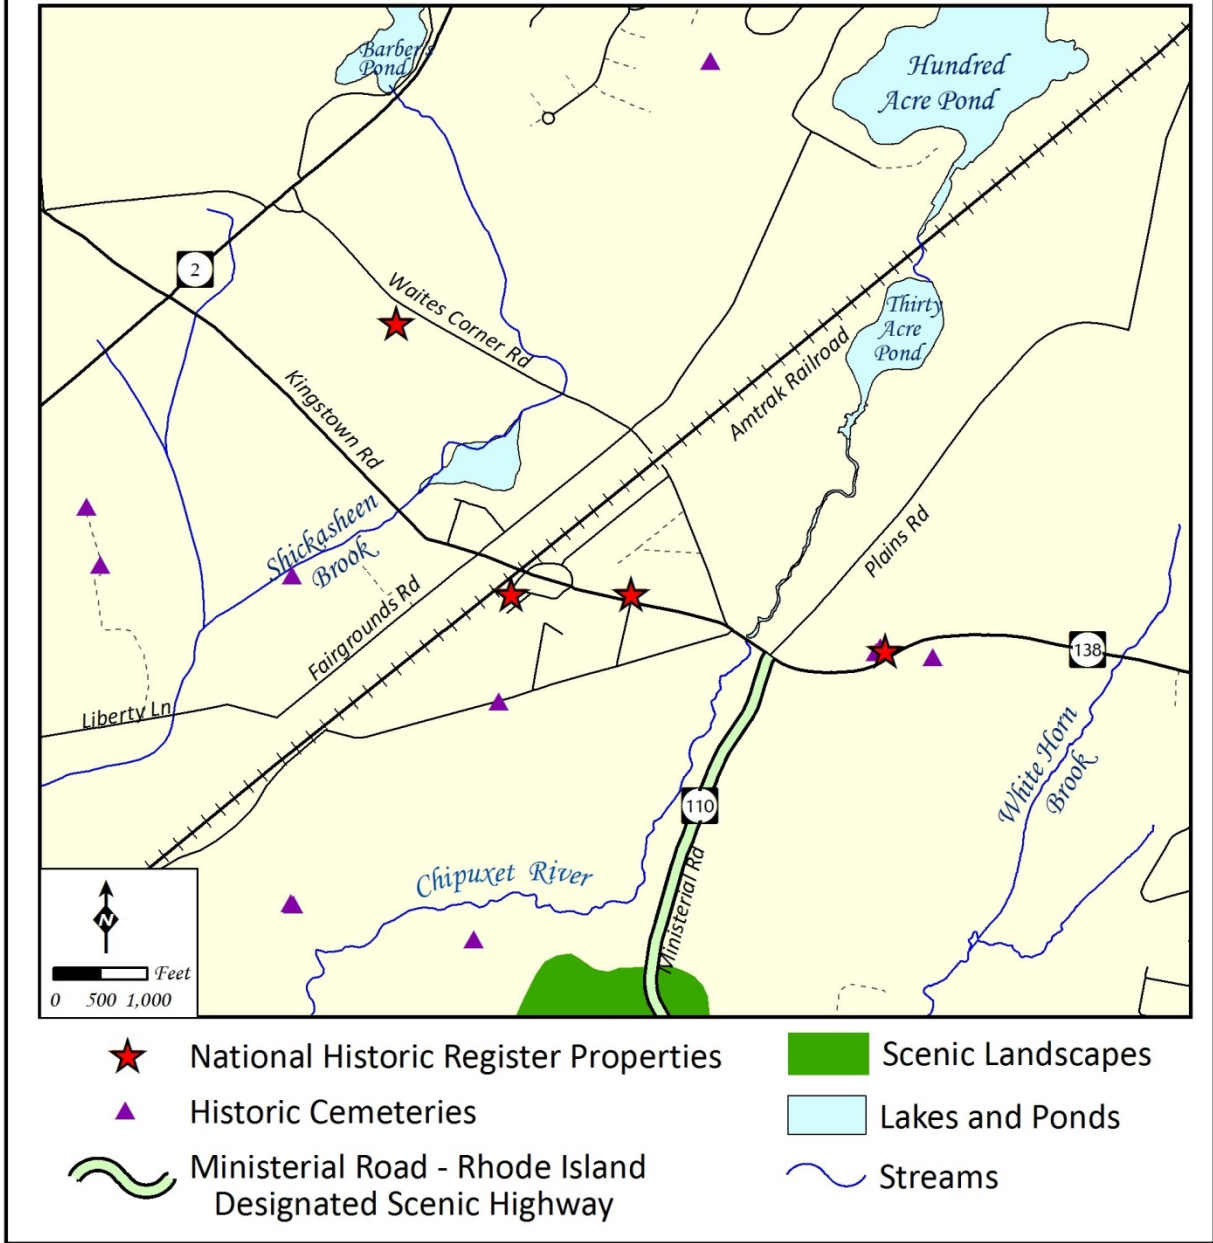 Barber's
Pond
Hundred
Acre Pond
2
Waites Corner Rd
Thirty
Acre
Pond
Amtrak Railroad
Kingstown Rd
Shickasheen
Brook
Plains Rd
Fairgrounds Rd
138
Liberty Ln
White Horn
Brook
110
Chipuxet River
Ministerial Rd
N
Feet
0 500 1,000
National Historic Register Properties
Historic Cemeteries
Ministerial Road - Rhode Island
Designated Scenic Highway
Scenic Landscapes
Lakes and Ponds
Streams